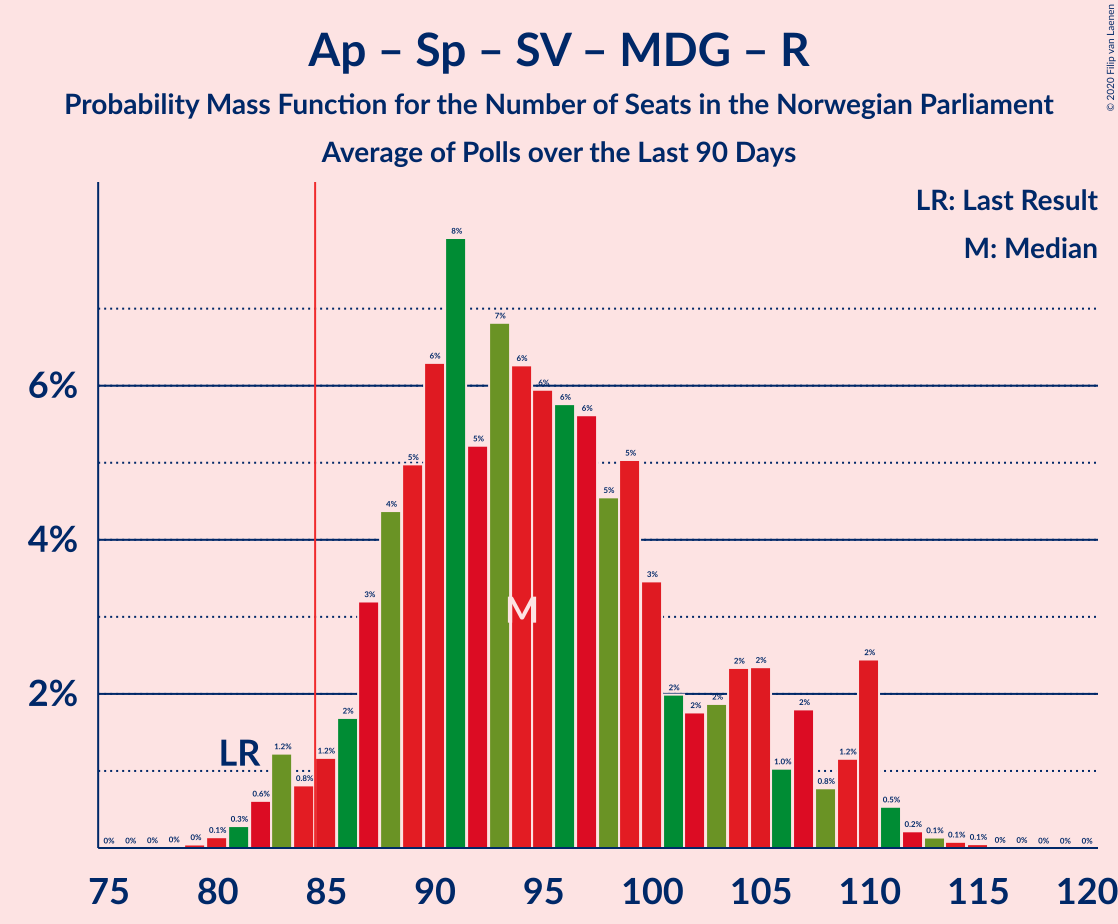 Ap – Sp – SV – MDG – R
Probability Mass Function for the Number of Seats in the Norwegian Parliament
Average of Polls over the Last 90 Days
© 2020 Filip van Laenen
LR: Last Result
M: Median
6%
4%
2%
LR
M
0% 0% 0% 0% 0% 0.1% 0.3% 0.6% 1.2% 0.8% 1.2% 2% 3% 4% 5% 6% 8% 5% 7% 6% 6% 6% 6% 5% 5% 3% 2% 2% 2% 2% 2% 1.0% 2% 0.8% 1.2% 2% 0.5% 0.2% 0.1% 0.1% 0.1% 0% 0% 0% 0% 0%
75 80 85 90 95 100 105 110 115 120